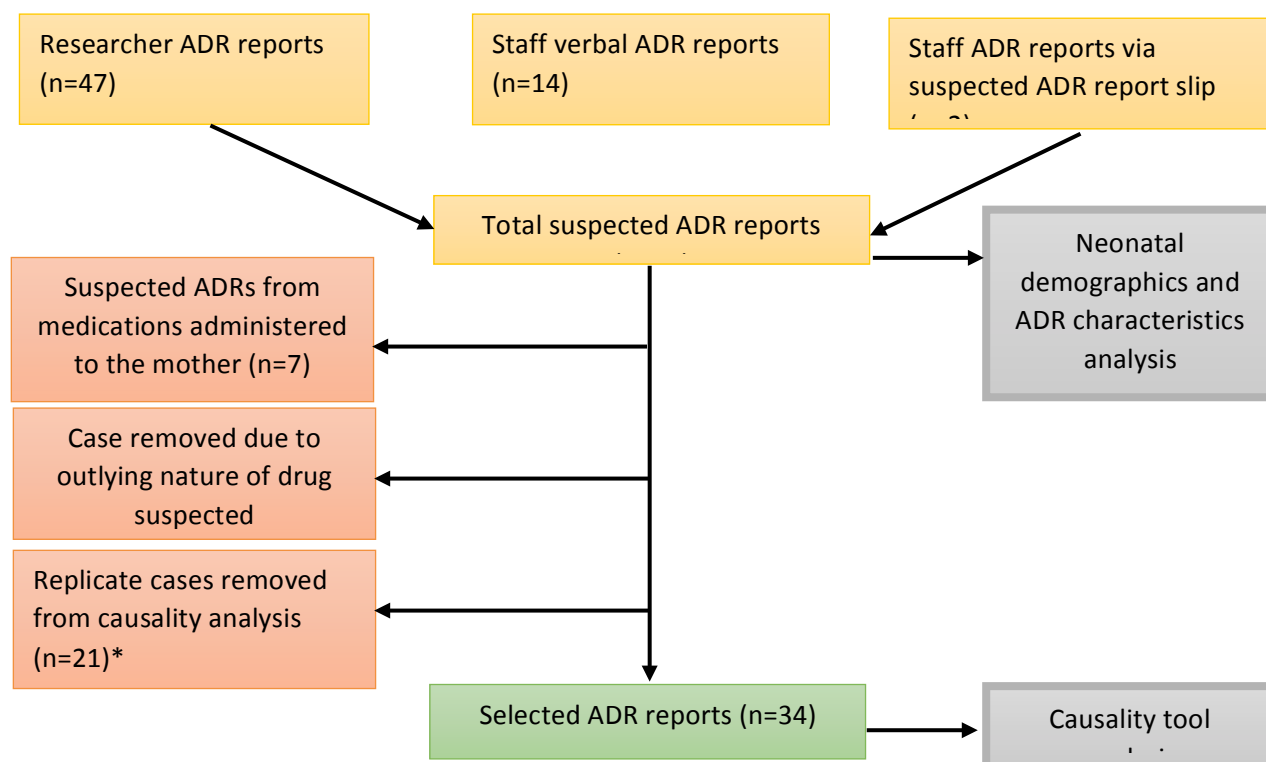 Researcher ADR reports
(n=47)
Staff verbal ADR reports
(n=14)
Staff ADR reports via
suspected ADR report slip
Total suspected ADR reports
Neonatal
demographics and
ADR characteristics
analysis
Suspected ADRs from
medications administered
to the mother (n=7)
Case removed due to
outlying nature of drug
suspected
Replicate cases removed
from causality analysis
(n=21)*
Selected ADR reports (n=34)
Causality tool